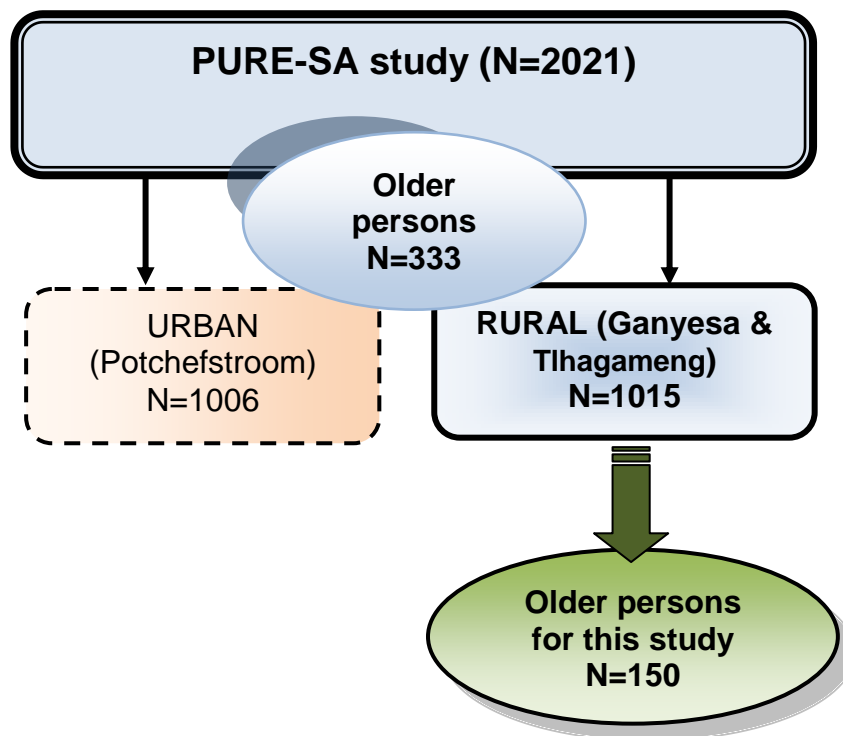 PURE-SA study (N=2021)
Older
persons
N=333
URBAN
(Potchefstroom)
N=1006
RURAL (Ganyesa &
Tlhagameng)
N=1015
Older persons
for this study
N=150